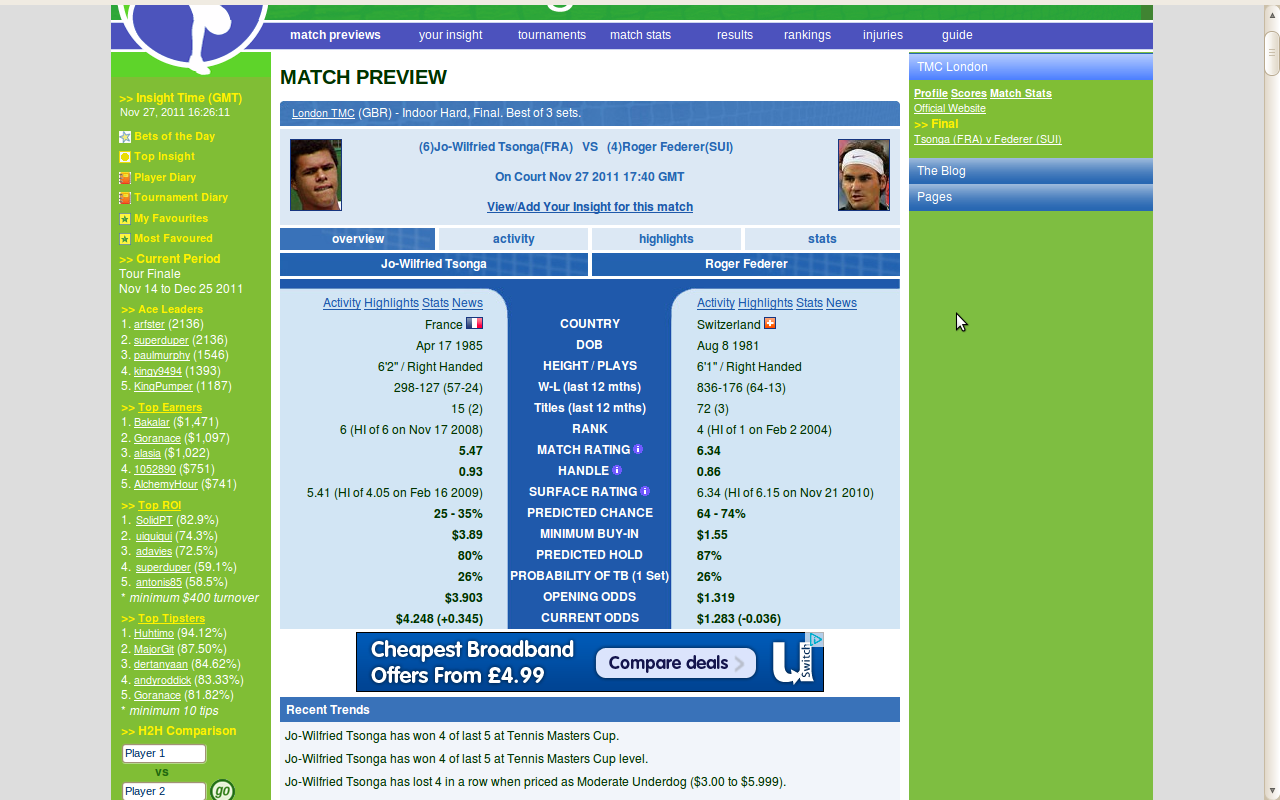 match previews your insight tournaments match stats results rankings injuries guide
>> Insight Time (GMT)
Nov 27, 2011 16:26:11
Bets of the Day
Top Insight
Player Diary
Tournament Diary
My Favourites
Most Favoured
>> Current Period
Tour Finale
Nov 14 to Dec 25 2011
>> Ace Leaders
1. arfster (2136)
2. superduper (2136)
3. paulmurphy (1546)
4. kingy9494 (1393)
5. KingPumper (1187)
>> Top Earners
1. Bakalar ($1,471)
2. Goranace ($1,097)
3. alasia ($1,022)
4. 1052890 ($751)
5. AlchemyHour ($741)
>> Top ROI
1. SolidPT (82.9%)
2. uiquiqui (74.3%)
3. adavies (72.5%)
4. superduper (59.1%)
5. antonis85 (58.5%)
* minimum $400 turnover
>> Top Tipsters
1. Huhtimo (94.12%)
2. MajorGit (87.50%)
3. dertanyaan (84.62%)
4. andyroddick (83.33%)
5. Goranace (81.82%)
* minimum 10 tips
>> H2H Comparison
Player 1
vs
Player 2
go
MATCH PREVIEW
London TMC (GBR) - Indoor Hard, Final. Best of 3 sets.
(6)Jo-Wilfried Tsonga(FRA) VS (4)Roger Federer(SUI)
On Court Nov 27 2011 17:40 GMT
View/Add Your Insight for this match
overview activity highlights stats
Jo-Wilfried Tsonga Roger Federer
Activity Highlights Stats News Activity Highlights Stats News
France COUNTRY Switzerland
Apr 17 1985 DOB Aug 8 1981
6'2" / Right Handed HEIGHT / PLAYS 6'1" / Right Handed
298-127 (57-24) W-L (last 12 mths) 836-176 (64-13)
15 (2) Titles (last 12 mths) 72 (3)
6 (HI of 6 on Nov 17 2008) RANK 4 (HI of 1 on Feb 2 2004)
5.47 MATCH RATING i 6.34
0.93 HANDLE i 0.86
5.41 (HI of 4.05 on Feb 16 2009) SURFACE RATING i 6.34 (HI of 6.15 on Nov 21 2010)
25 - 35% PREDICTED CHANCE 64 - 74%
$3.89 MINIMUM BUY-IN $1.55
80% PREDICTED HOLD 87%
26% PROBABILITY OF TB (1 Set) 26%
$3.903 OPENING ODDS $1.319
$4.248 (+0.345) CURRENT ODDS $1.283 (-0.036)
Cheapest Broadband
Offers From £4.99
Compare deals
U Switch
Recent Trends
Jo-Wilfried Tsonga has won 4 of last 5 at Tennis Masters Cup.
Jo-Wilfried Tsonga has won 4 of last 5 at Tennis Masters Cup level.
Jo-Wilfried Tsonga has lost 4 in a row when priced as Moderate Underdog ($3.00 to $5.999).
TMC London
Profile Scores Match Stats
Official Website
>> Final
Tsonga (FRA) v Federer (SUI)
The Blog
Pages